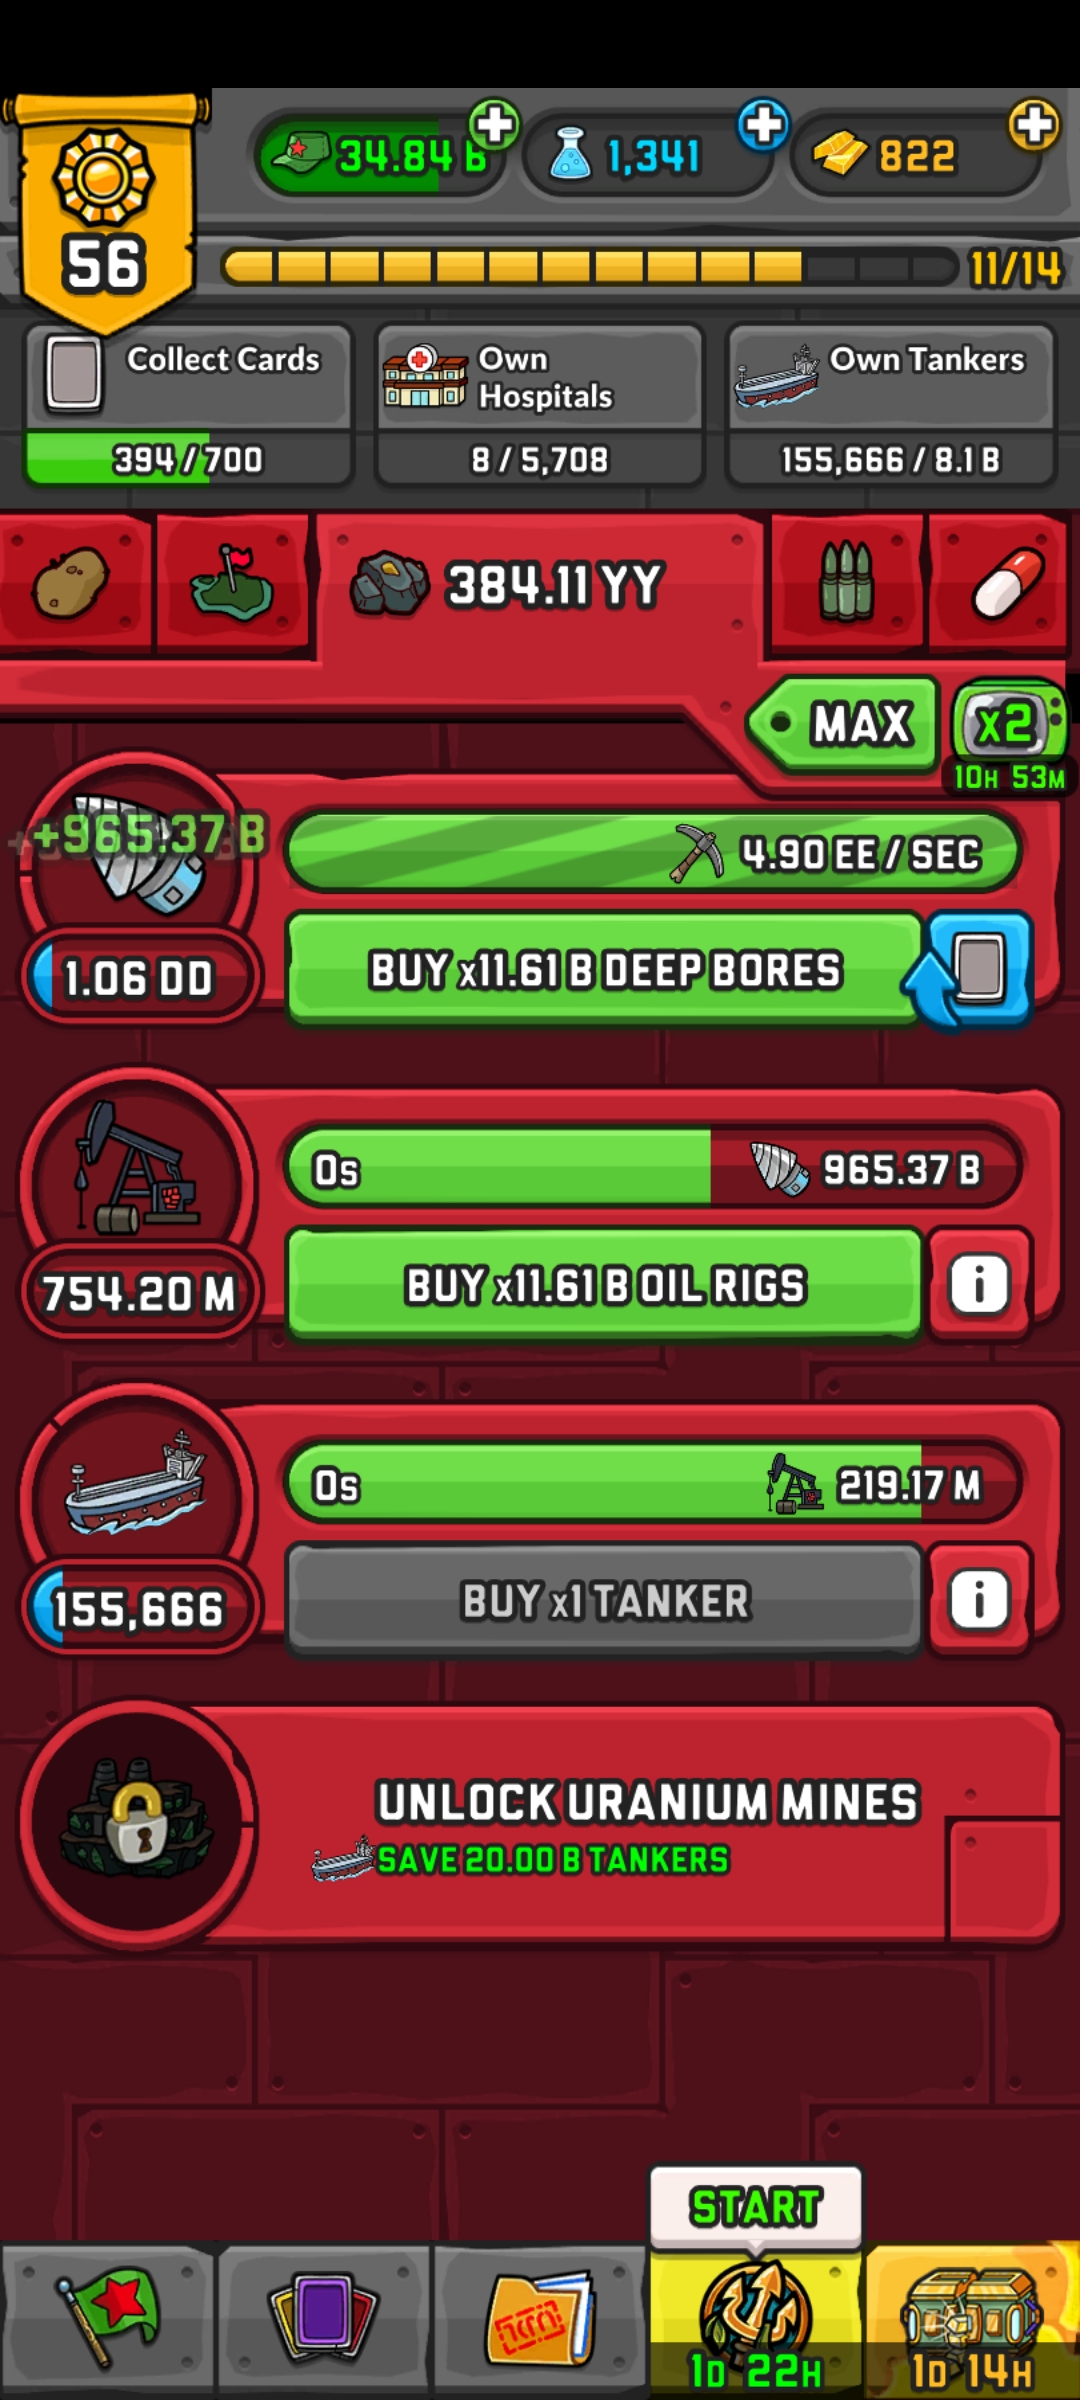 34.84 B
1,341
822
56
11/14
Collect Cards
394/700
Own
Hospitals
8/5,708
Own Tankers
155,666/8.1 B
384.11 YY
MAX
x2
10H 53M
+965.37 B
4.90 EE/SEC
1.06 DD
BUY x11.61 B DEEP BORES
0s
965.37 B
754.20 M
BUY x11.61 B OIL RIGS
i
0s
219.17 M
155,666
BUY x1 TANKER
i
UNLOCK URANIUM MINES
SAVE 20.00 B TANKERS
START
1D 22H
1D 14H